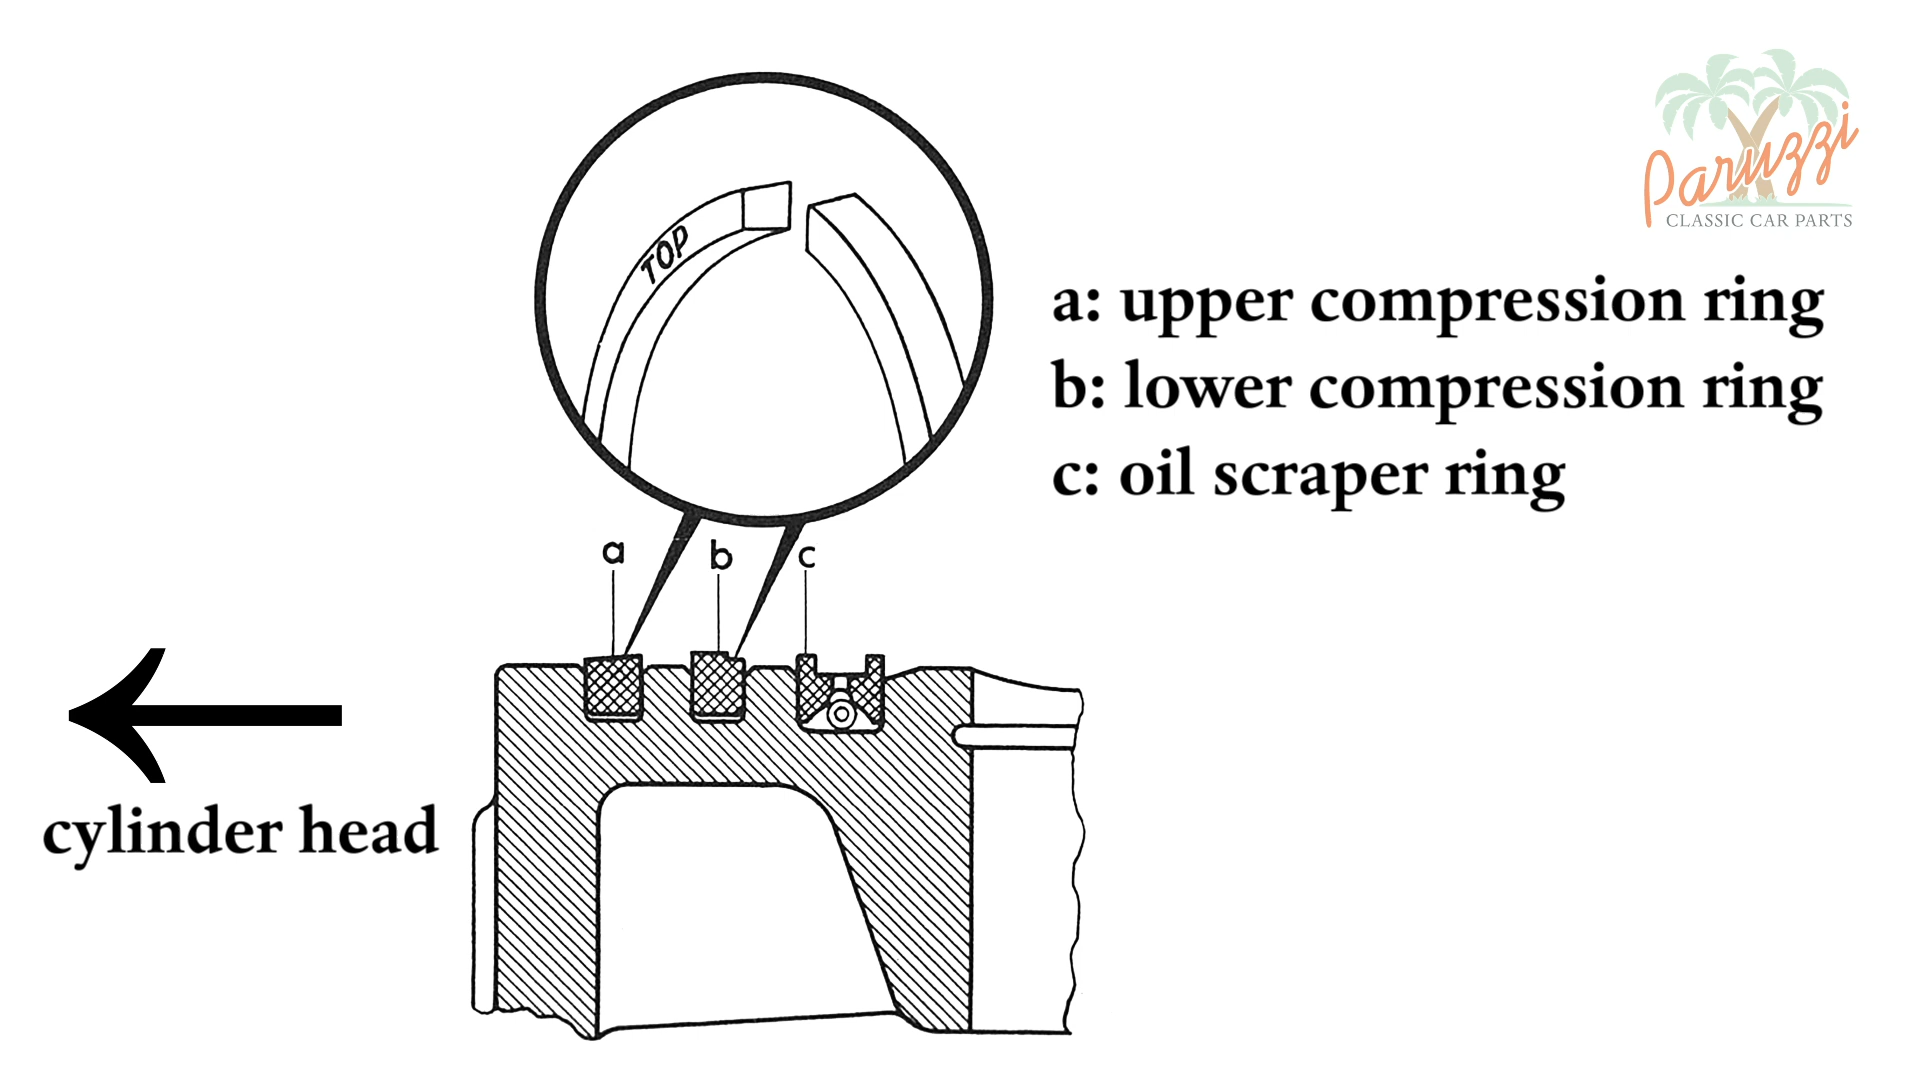 Paruzzi
CLASSIC CAR PARTS
TOP
a: upper compression ring
b: lower compression ring
c: oil scraper ring
a b c
cylinder head